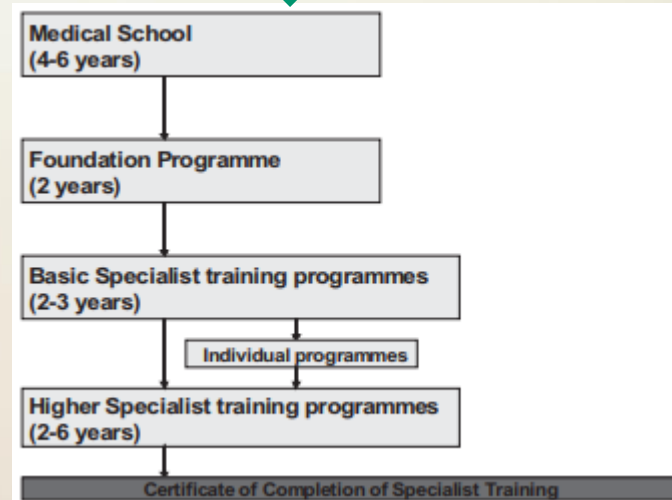 Medical School
(4-6 years)
Foundation Programme
(2 years)
Basic Specialist training programmes
(2-3 years)
Individual programmes
Higher Specialist training programmes
(2-6 years)
Certificate of Completion of Specialist Training